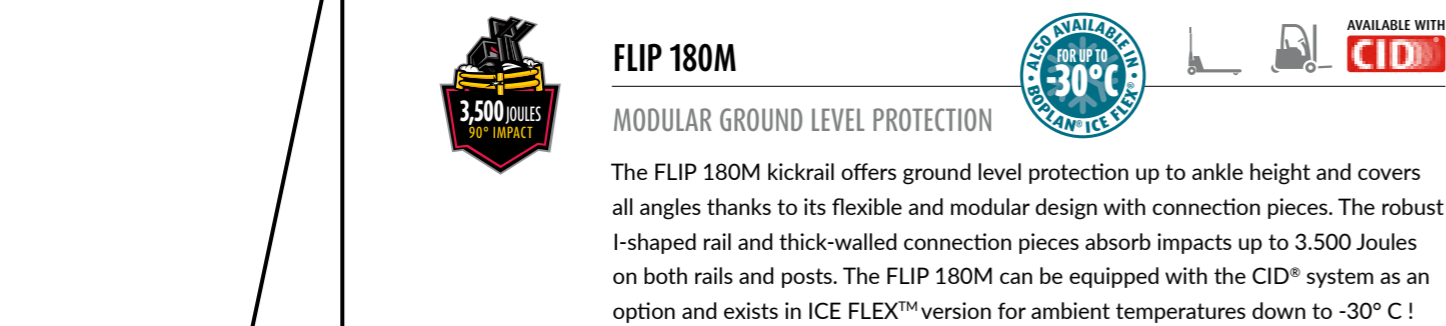 3,500 JOULES
90° IMPACT
FLIP 180M
MODULAR GROUND LEVEL PROTECTION
• ALSO AVAILABLE IN •
FOR UP TO
-30°C
BOPLAN® ICE FLEX®
AVAILABLE WITH
CID
The FLIP 180M kickrail offers ground level protection up to ankle height and covers
all angles thanks to its flexible and modular design with connection pieces. The robust
I-shaped rail and thick-walled connection pieces absorb impacts up to 3.500 Joules
on both rails and posts. The FLIP 180M can be equipped with the CID® system as an
option and exists in ICE FLEX™ version for ambient temperatures down to -30° C !